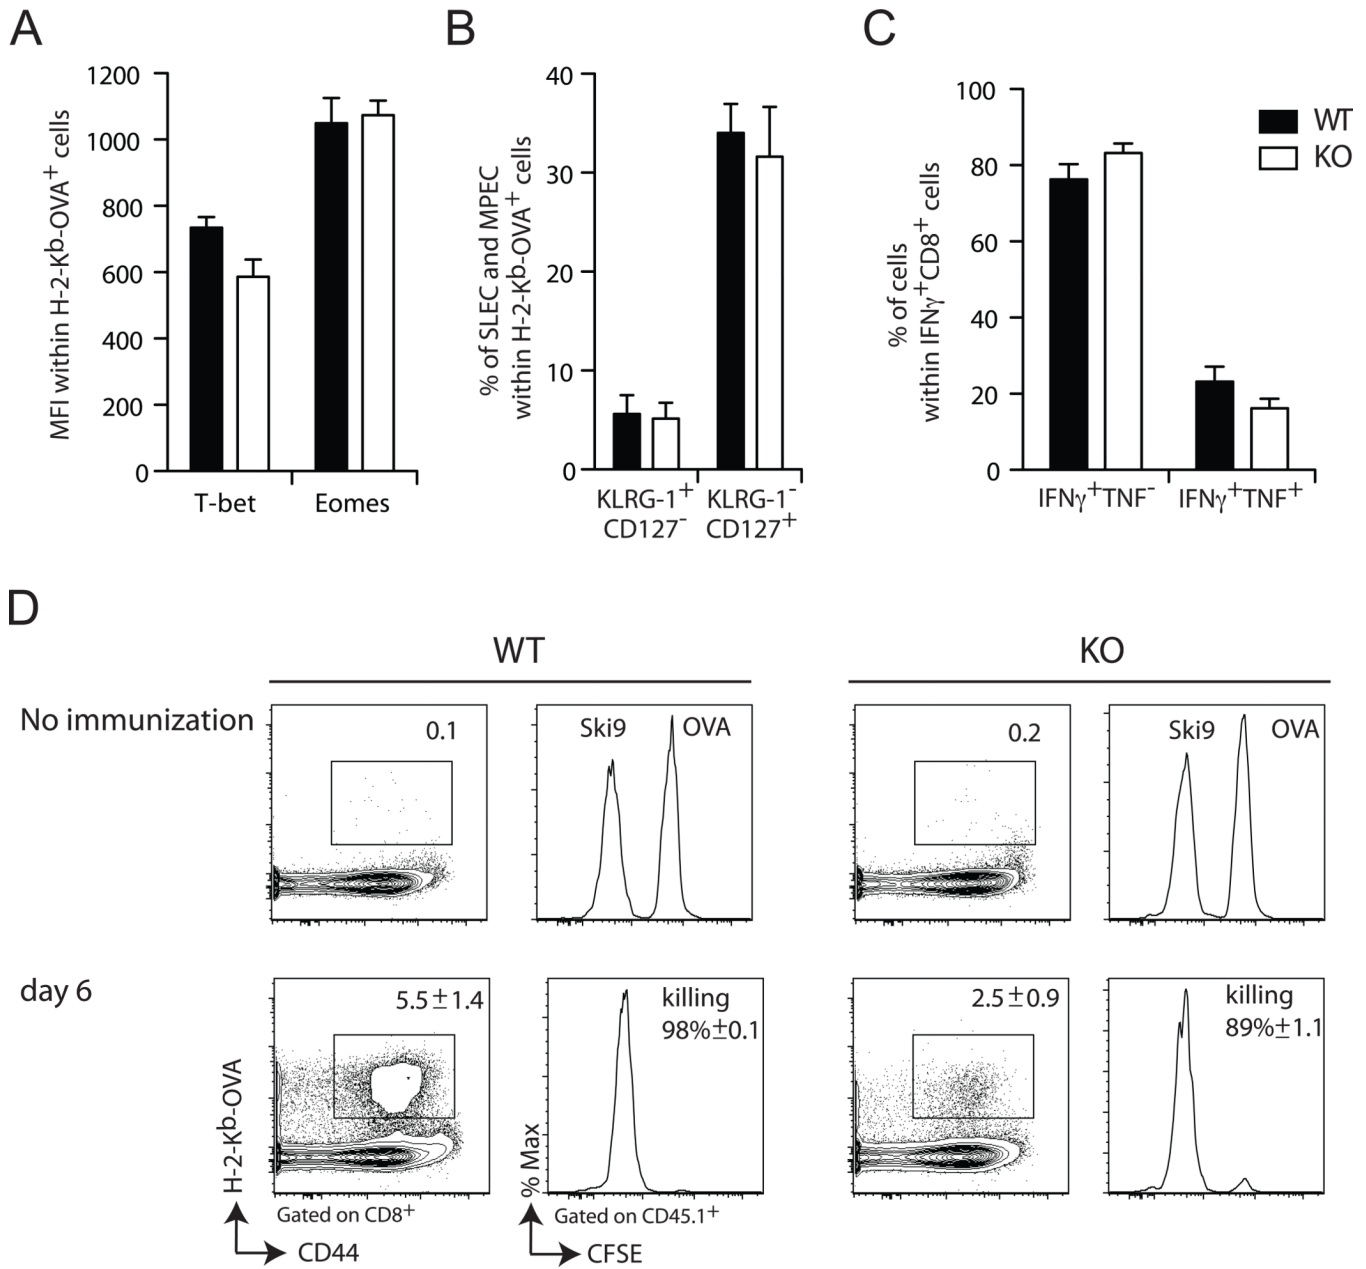 A
MFI within H-2-Kb-OVA+ cells
1200
1000
800
600
400
200
0
T-bet
Eomes
B
% of SLEC and MPEC
within H-2-Kb-OVA+ cells
40
30
20
10
0
KLRG-1+
CD127-
KLRG-1-
CD127+
C
% of cells
within IFNγ+CD8+ cells
100
80
60
40
20
0
IFNγ+TNF-
IFNγ+TNF+
WT
KO
D
WT
KO
No immunization
0.1
Ski9
OVA
0.2
Ski9
OVA
day 6
5.5±1.4
killing
98%±0.1
2.5±0.9
killing
89%±1.1
H-2-Kb-OVA
Gated on CD8+
CD44
% Max
Gated on CD45.1+
CFSE